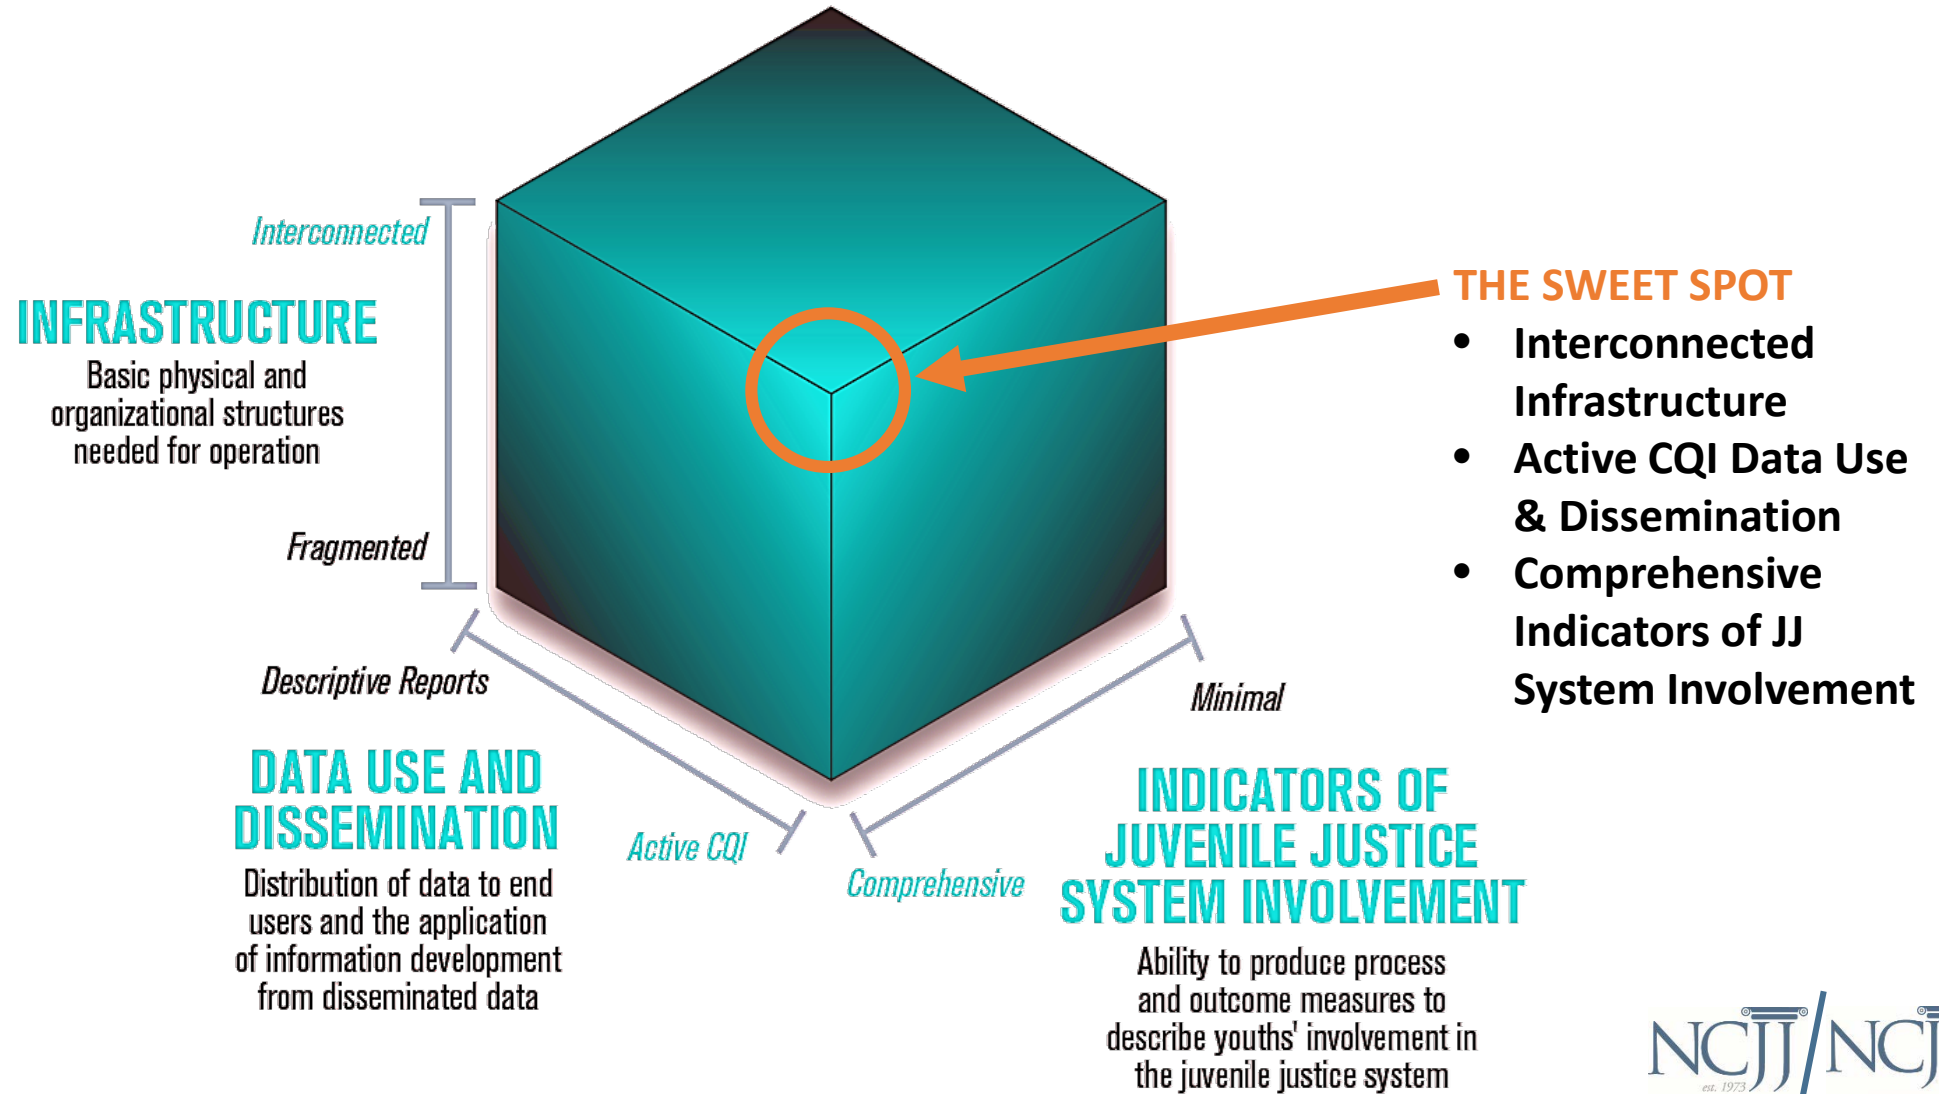 Interconnected
INFRASTRUCTURE
Basic physical and
organizational structures
needed for operation
Fragmented
Descriptive Reports
DATA USE AND
DISSEMINATION
Distribution of data to end
users and the application
of information development
from disseminated data
Active CQI
Comprehensive
Minimal
INDICATORS OF
JUVENILE JUSTICE
SYSTEM INVOLVEMENT
Ability to produce process
and outcome measures to
describe youths' involvement in
the juvenile justice system
THE SWEET SPOT
• Interconnected
Infrastructure
• Active CQI Data Use
& Dissemination
• Comprehensive
Indicators of JJ
System Involvement
NCJJ/NCJ
est. 1973